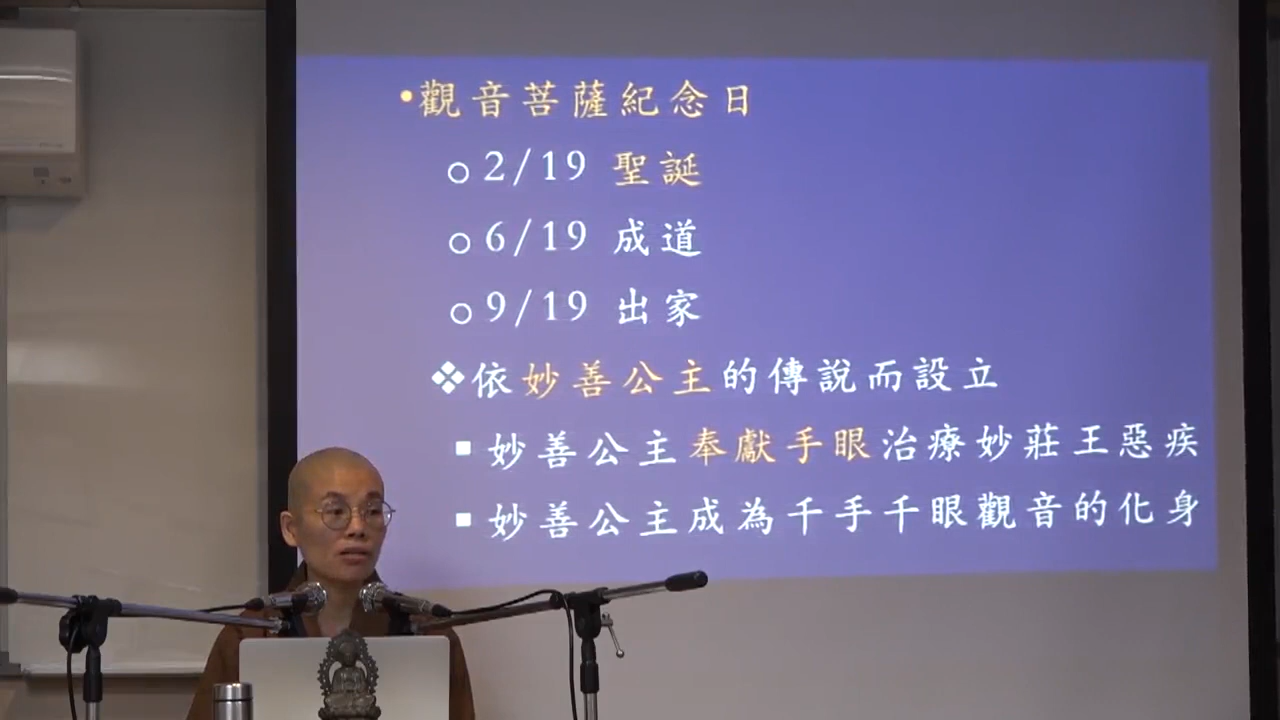 •觀音菩薩紀念日
○2/19 聖誕
○6/19 成道
○9/19 出家
❖依妙善公主的傳說而設立
▪妙善公主奉獻手眼治療妙莊王惡疾
▪妙善公主成為千手千眼觀音的化身